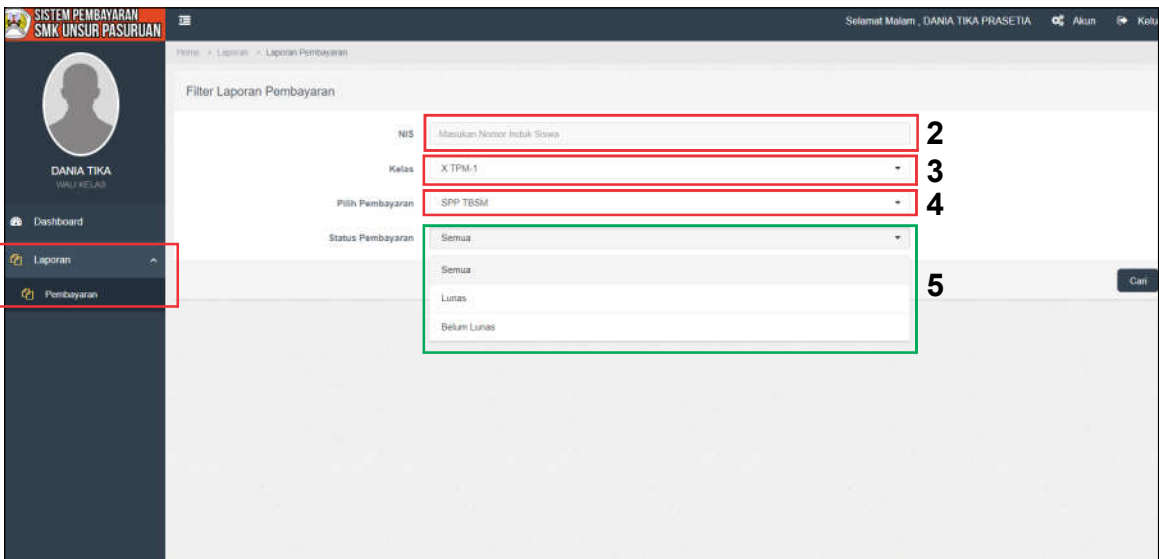 SISTEM PEMBAYARAN
SMK UNSUR PASURUAN
Selamat Malam , DANIA TIKA PRASETIA
Akun
Kelu
Home > Laporan > Laporan Pembayaran
Filter Laporan Pembayaran
NIS
Masukan Nomor Induk Siswa
2
DANIA TIKA
WALI KELAS
Kelas
X TPM-1
3
Pilih Pembayaran
SPP TBSM
4
Dashboard
Status Pembayaran
Semua
Laporan
Semua
Pembayaran
Lunas
5
Cari
Belum Lunas